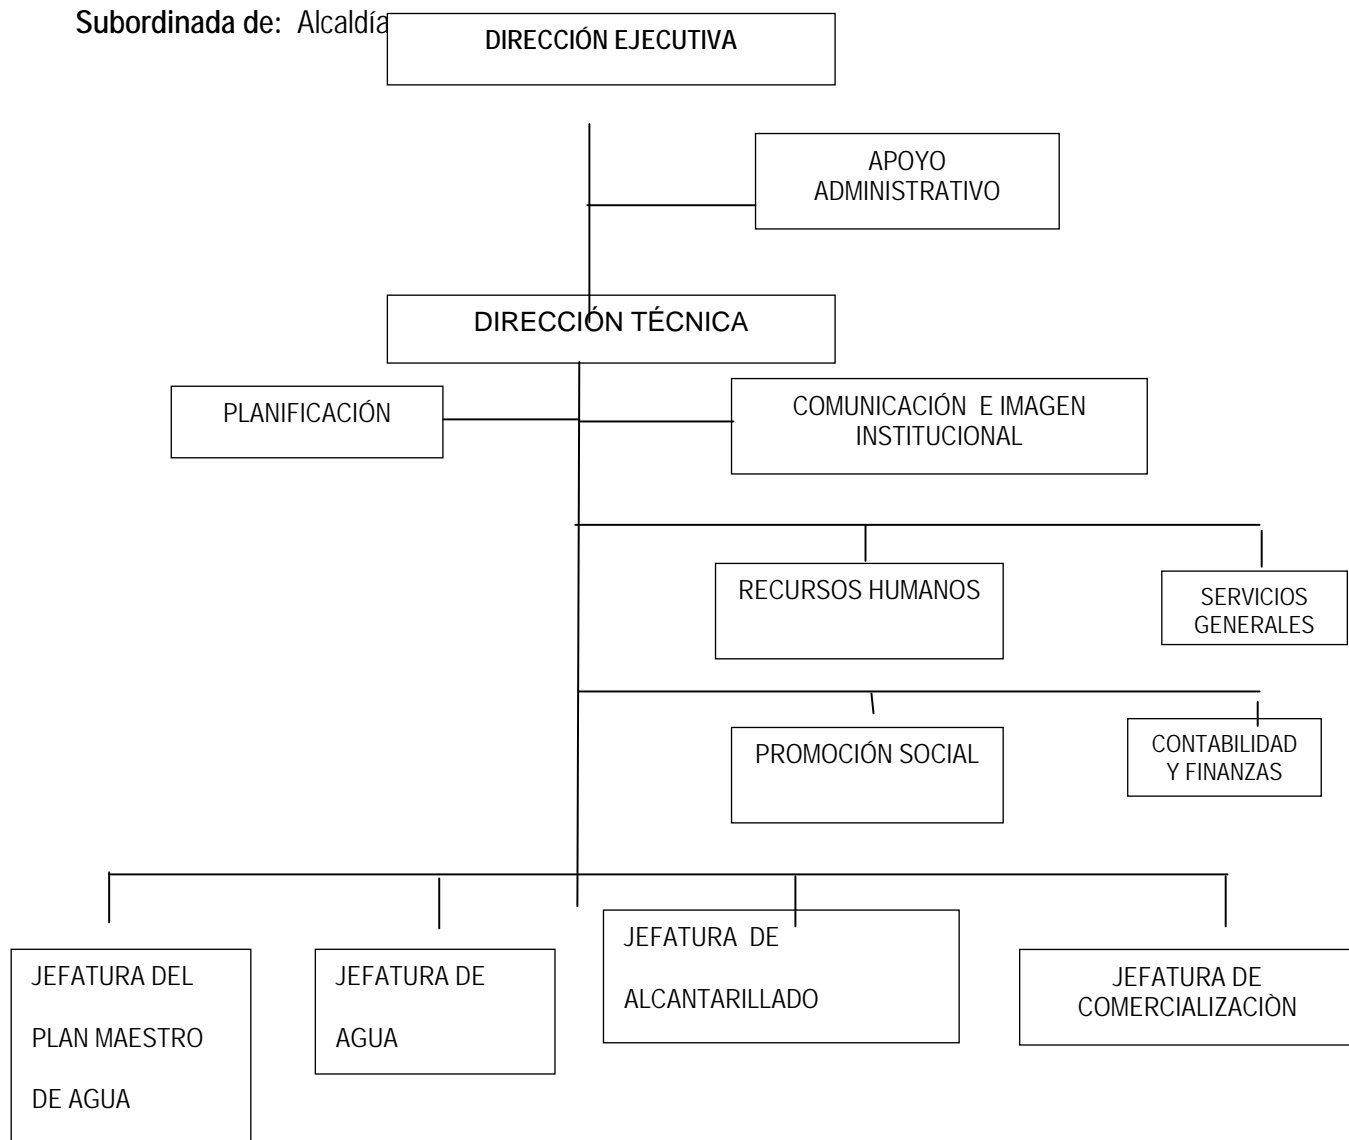 Subordinada de: Alcaldía
DIRECCIÓN EJECUTIVA
APOYO
ADMINISTRATIVO
DIRECCIÓN TÉCNICA
PLANIFICACIÓN
COMUNICACIÓN E IMAGEN
INSTITUCIONAL
RECURSOS HUMANOS
SERVICIOS
GENERALES
PROMOCIÓN SOCIAL
CONTABILIDAD
Y FINANZAS
JEFATURA DEL
PLAN MAESTRO
DE AGUA
JEFATURA DE
AGUA
JEFATURA DE
ALCANTARILLADO
JEFATURA DE
COMERCIALIZACIÒN